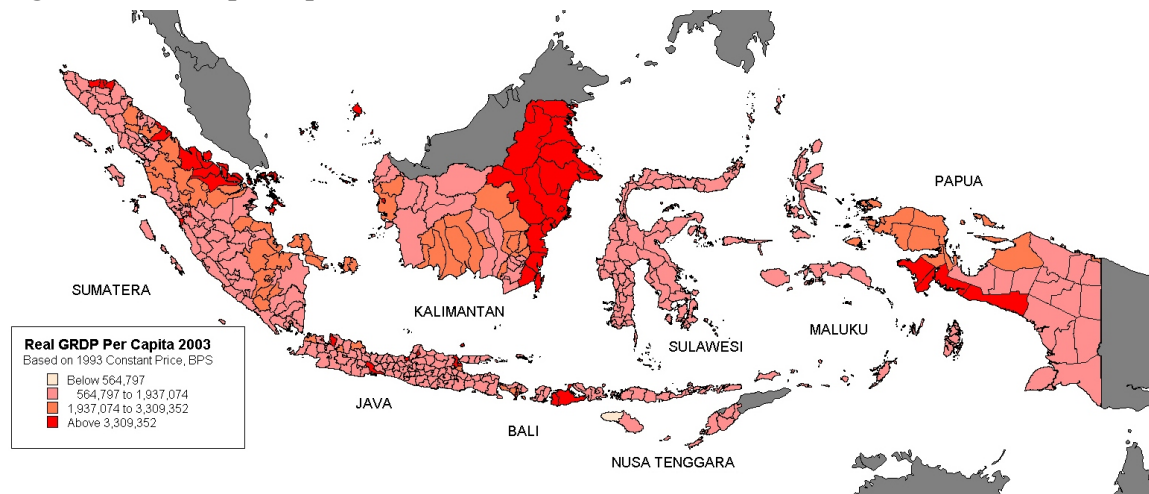 PAPUA
SUMATERA
KALIMANTAN
MALUKU
SULAWESI
JAVA
BALI
NUSA TENGGARA
Real GRDP Per Capita 2003
Based on 1993 Constant Price, BPS
Below 564,797
564,797 to 1,937,074
1,937,074 to 3,309,352
Above 3,309,352